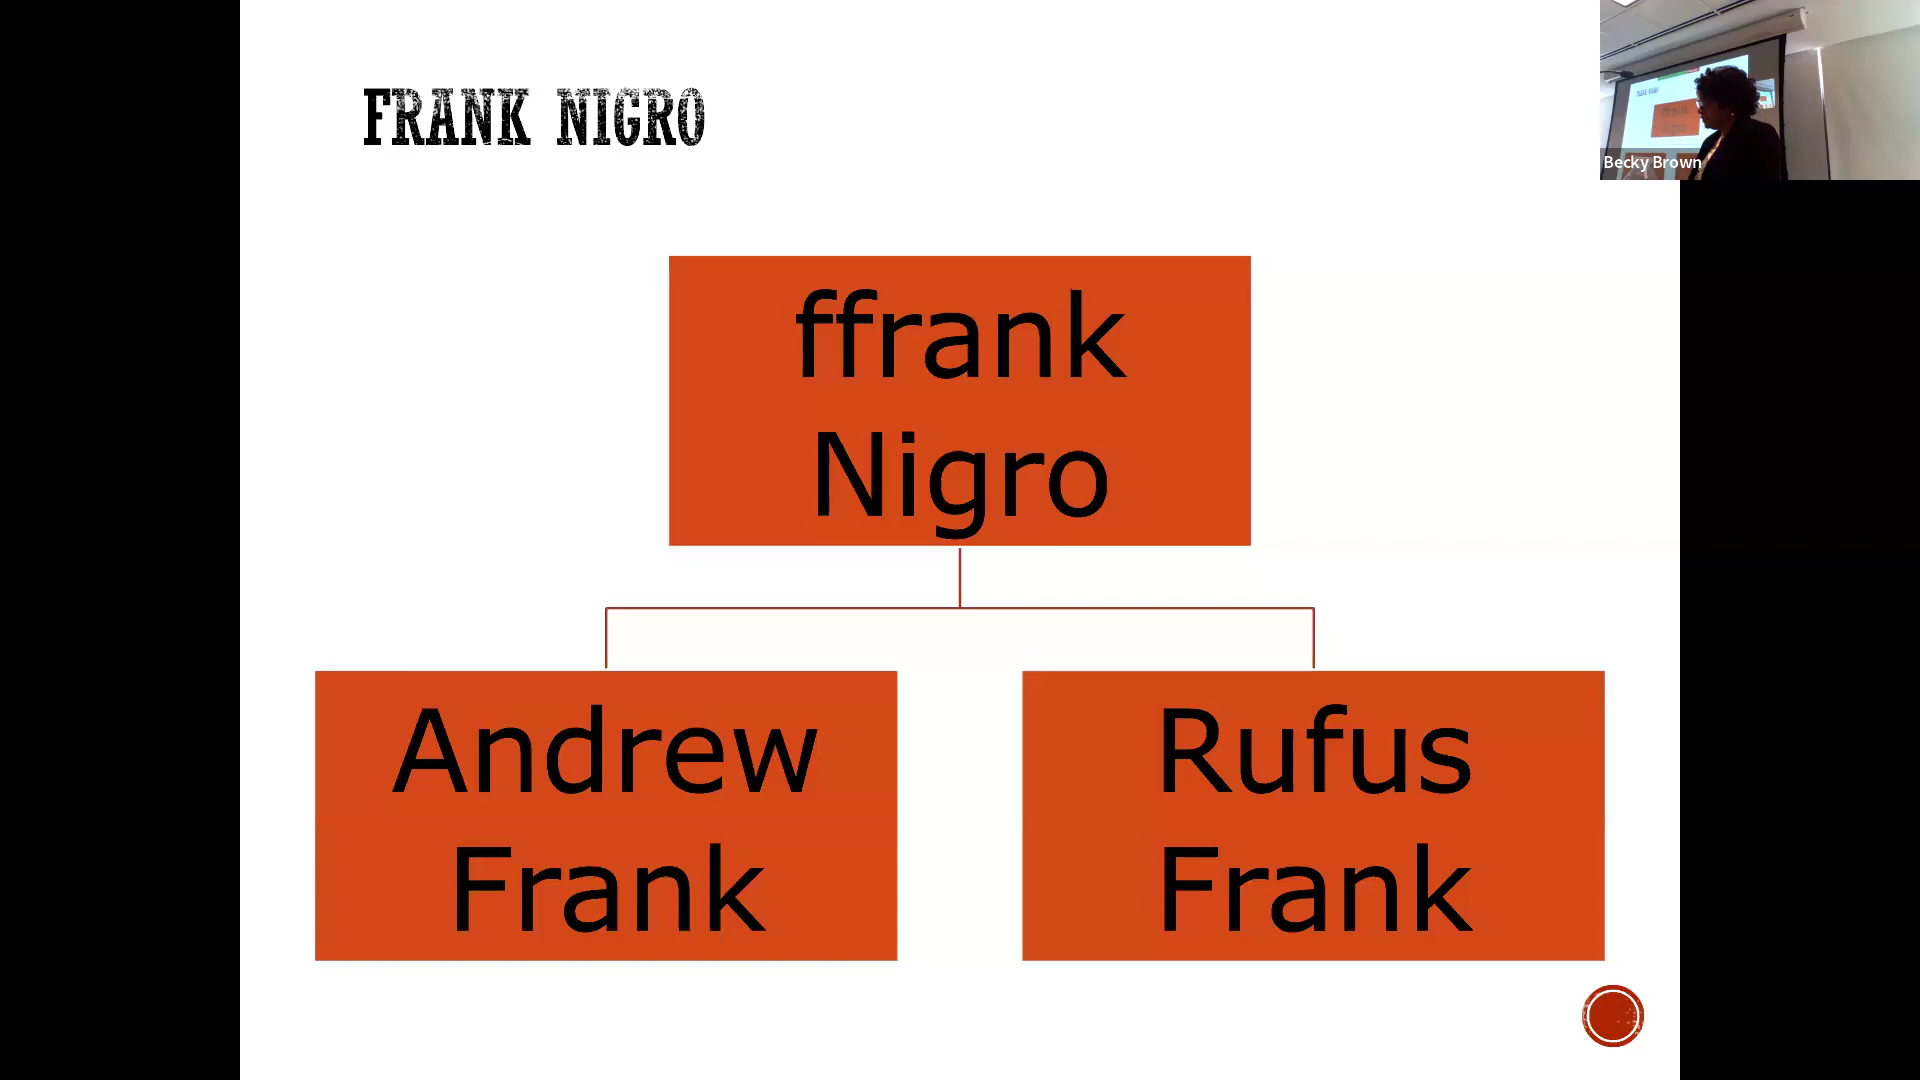 FRANK NIGRO
Becky Brown
ffrank
Nigro
Andrew
Frank
Rufus
Frank